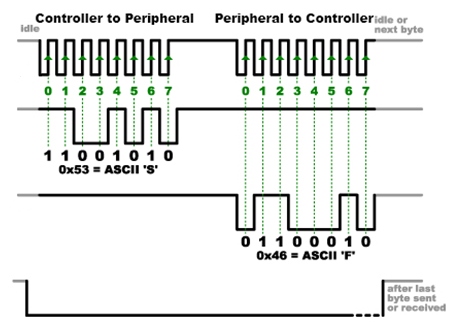 Controller to Peripheral Peripheral to Controller
idle
idle or
next byte
0 1 2 3 4 5 6 7 0 1 2 3 4 5 6 7
1 1 0 0 1 0 1 0
0x53 = ASCII 'S'
0 1 1 0 0 0 1 0
0x46 = ASCII 'F'
after last
byte sent
or received